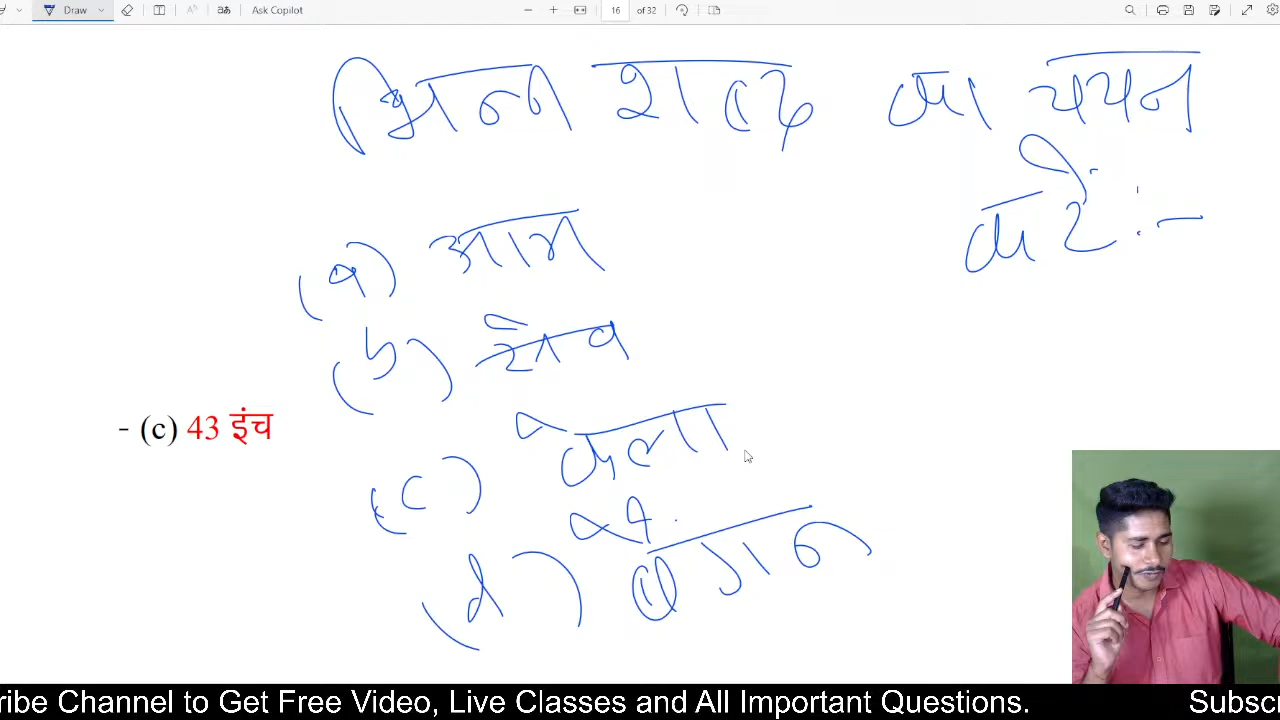 Draw
Ask Copilot
16 of 32
भिन्न शब्द का चयन
करें:-
(a) आम
(b) सेव
- (c) 43 इंच
(c) केला
(d) बैंगन
ribe Channel to Get Free Video, Live Classes and All Important Questions. Subsc